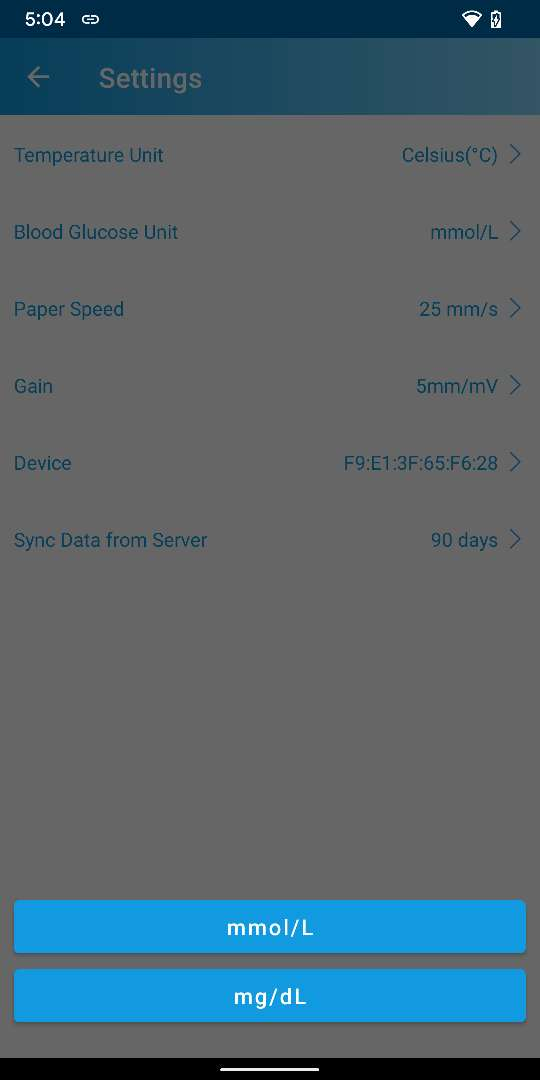 5:04
Settings
Temperature Unit Celsius(°C)
Blood Glucose Unit mmol/L
Paper Speed 25 mm/s
Gain 5mm/mV
Device F9:E1:3F:65:F6:28
Sync Data from Server 90 days
mmol/L
mg/dL